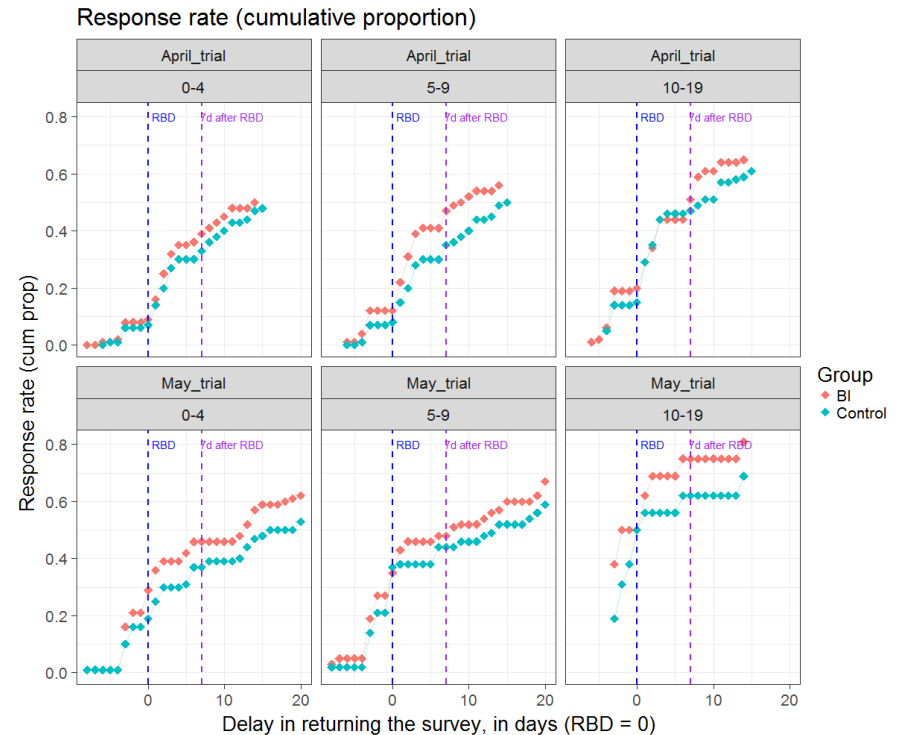 Response rate (cumulative proportion)
April_trial
April_trial
April_trial
0-4
5-9
10-19
RBD
7d after RBD
RBD
7d after RBD
RBD
7d after RBD
0.8
0.6
0.4
0.2
0.0
May_trial
May_trial
May_trial
0-4
5-9
10-19
RBD
7d after RBD
RBD
7d after RBD
RBD
7d after RBD
0.8
0.6
0.4
0.2
0.0
0 10 20
0 10 20
0 10 20
Delay in returning the survey, in days (RBD = 0)
Response rate (cum prop)
Group
BI
Control